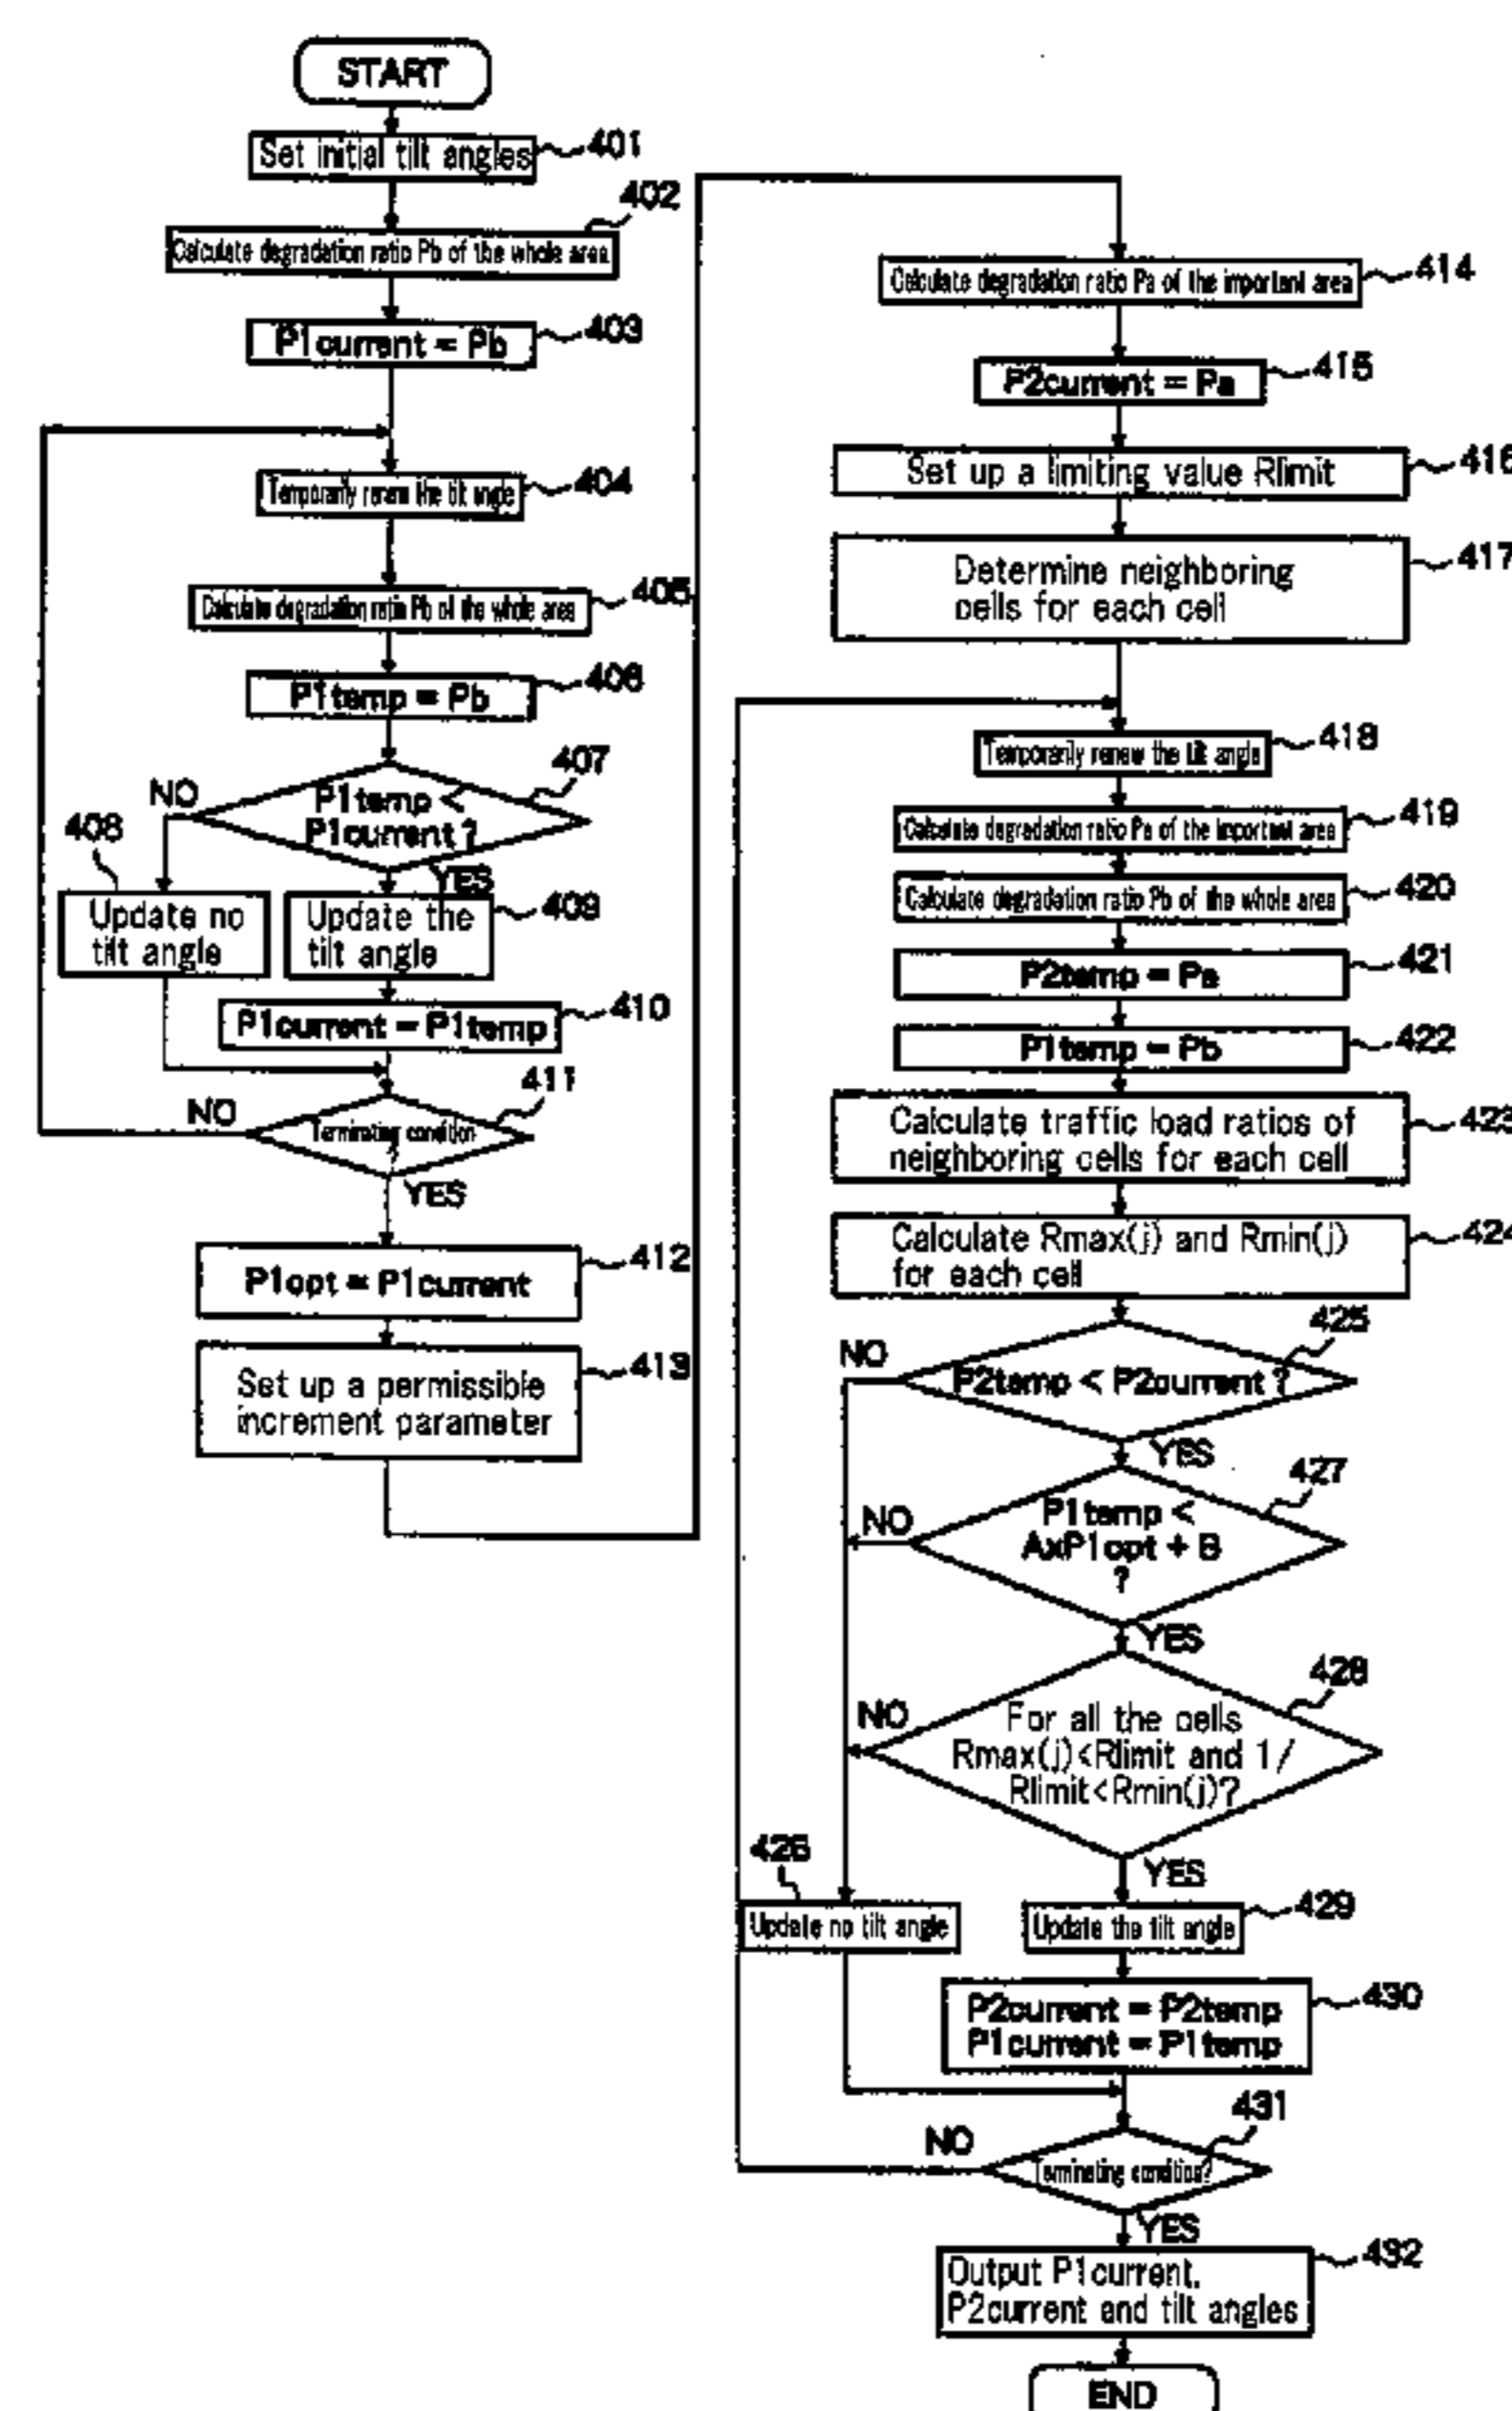 START
Set initial tilt angles
401
402
Calculate degradation ratio Pb of the whole area
P1current = Pb
403
Temporarily renew the tilt angle
404
Calculate degradation ratio Pb of the whole area
405
P1temp = Pb
406
407
NO
P1temp <
P1current ?
YES
408
Update no
tilt angle
Update the
tilt angle
409
P1current = P1temp
410
411
NO
Terminating condition
?
YES
P1opt = P1current
412
Set up a permissible
increment parameter
413
Calculate degradation ratio Pa of the important area
414
P2current = Pa
415
Set up a limiting value Rlimit
416
Determine neighboring
cells for each cell
417
Temporarily renew the tilt angle
418
Calculate degradation ratio Pa of the important area
419
Calculate degradation ratio Pb of the whole area
420
P2temp = Pa
421
P1temp = Pb
422
Calculate traffic load ratios of
neighboring cells for each cell
423
Calculate Rmax(j) and Rmin(j)
for each cell
424
425
NO
P2temp < P2current ?
YES
427
NO
P1temp <
AxP1opt + B
?
YES
428
NO
For all the cells
Rmax(j)<Rlimit and 1/
Rlimit<Rmin(j)?
YES
426
Update no tilt angle
Update the tilt angle
429
P2current = P2temp
P1current = P1temp
430
431
NO
Terminating condition?
YES
Output P1current,
P2current and tilt angles
432
END